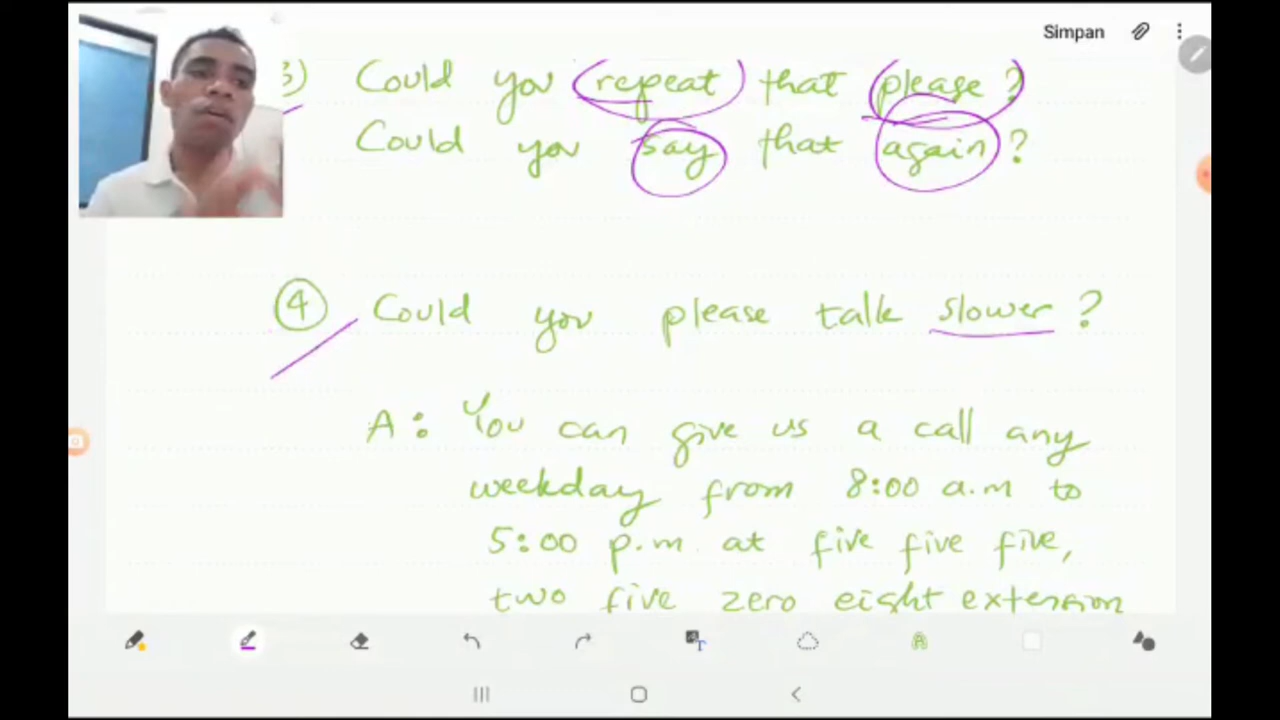 Simpan
3) Could you repeat that please?
Could you say that again?
4 Could you please talk slower?
A: You can give us a call any
weekday from 8:00 a.m to
5:00 p.m. at five five five,
two five zero eight extension